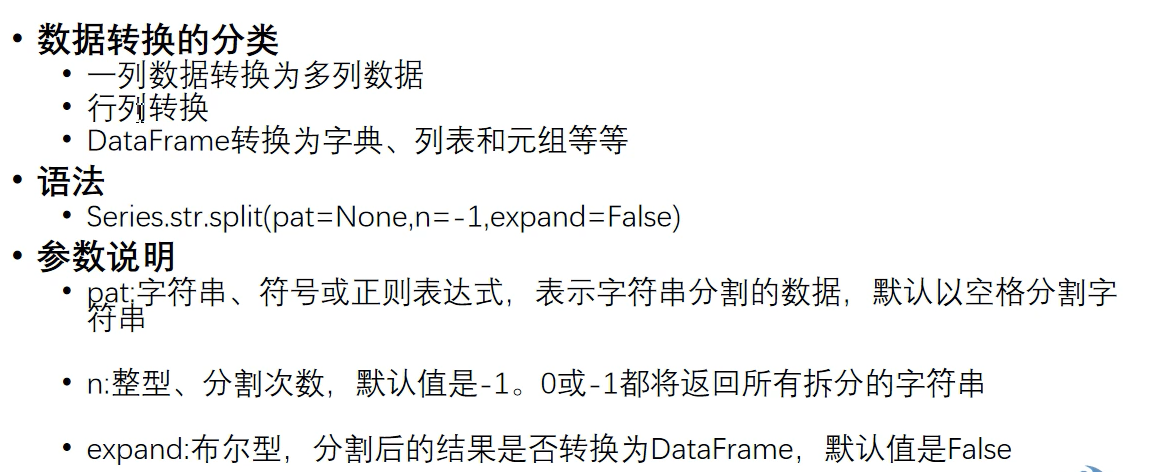 • 数据转换的分类
• 一列数据转换为多列数据
• 行列转换
• DataFrame转换为字典、列表和元组等等
• 语法
• Series.str.split(pat=None,n=-1,expand=False)
• 参数说明
• pat:字符串、符号或正则表达式，表示字符串分割的数据，默认以空格分割字
符串
• n:整型、分割次数，默认值是-1。0或-1都将返回所有拆分的字符串
• expand:布尔型，分割后的结果是否转换为DataFrame，默认值是False